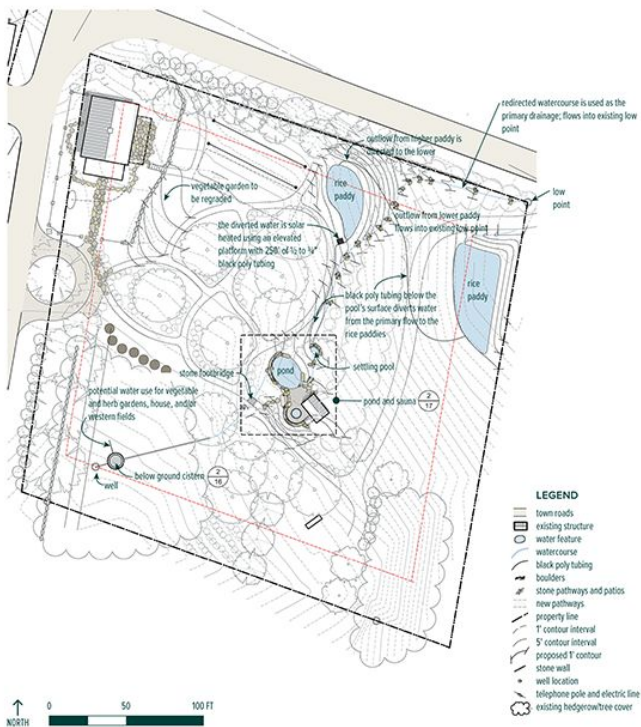 redirected watercourse is used as the
primary drainage; flows into existing low
point
outflow from higher paddy is
directed to the lower
low
point
vegetable garden to
be regraded
rice
paddy
outflow from lower paddy
flows into existing low point
the diverted water is solar
heated using an elevated
platform with 250' of ½ to ¾"
black poly tubing
rice
paddy
black poly tubing below the
pool's surface diverts water
from the primary flow to the
rice paddies
stone footbridge
pond
settling pool
potential water use for vegetable
and herb gardens, house, and/or
western fields
pond and sauna
2
17
below ground cistern
2
16
well
LEGEND
town roads
existing structure
water feature
watercourse
black poly tubing
boulders
stone pathways and patios
new pathways
property line
1' contour interval
5' contour interval
proposed 1' contour
stone wall
well location
telephone pole and electric line
existing hedgerow/tree cover
NORTH
0 50 100 FT